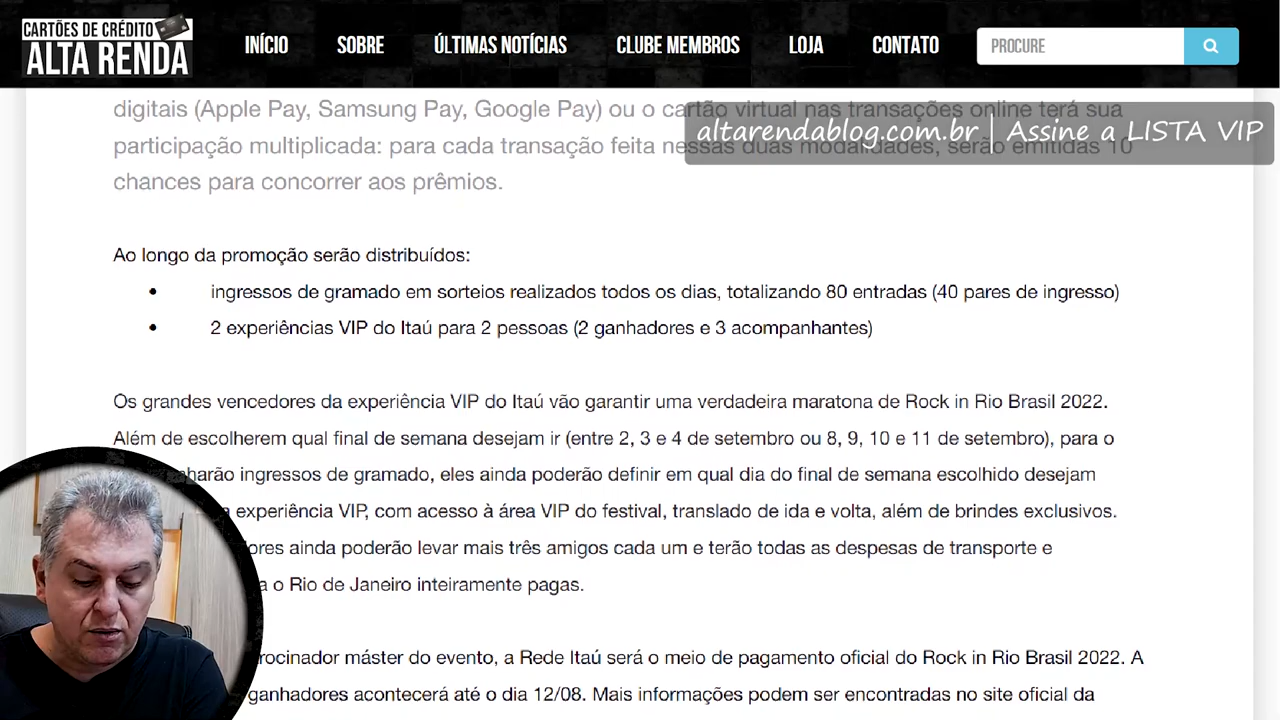 CARTÕES DE CRÉDITO
ALTA RENDA
INÍCIO SOBRE ÚLTIMAS NOTÍCIAS CLUBE MEMBROS LOJA CONTATO PROCURE
digitais (Apple Pay, Samsung Pay, Google Pay) ou o cartão virtual nas transações online terá sua
altarendablog.com.br | Assine a LISTA VIP
participação multiplicada: para cada transação feita nessas duas modalidades, serão emitidas 10
chances para concorrer aos prêmios.
Ao longo da promoção serão distribuídos:
• ingressos de gramado em sorteios realizados todos os dias, totalizando 80 entradas (40 pares de ingresso)
• 2 experiências VIP do Itaú para 2 pessoas (2 ganhadores e 3 acompanhantes)
Os grandes vencedores da experiência VIP do Itaú vão garantir uma verdadeira maratona de Rock in Rio Brasil 2022.
Além de escolherem qual final de semana desejam ir (entre 2, 3 e 4 de setembro ou 8, 9, 10 e 11 de setembro), para o
ingressos de gramado, eles ainda poderão definir em qual dia do final de semana escolhido desejam
experiência VIP, com acesso à área VIP do festival, translado de ida e volta, além de brindes exclusivos.
ainda poderão levar mais três amigos cada um e terão todas as despesas de transporte e
o Rio de Janeiro inteiramente pagas.
máster do evento, a Rede Itaú será o meio de pagamento oficial do Rock in Rio Brasil 2022. A
ganhadores acontecerá até o dia 12/08. Mais informações podem ser encontradas no site oficial da